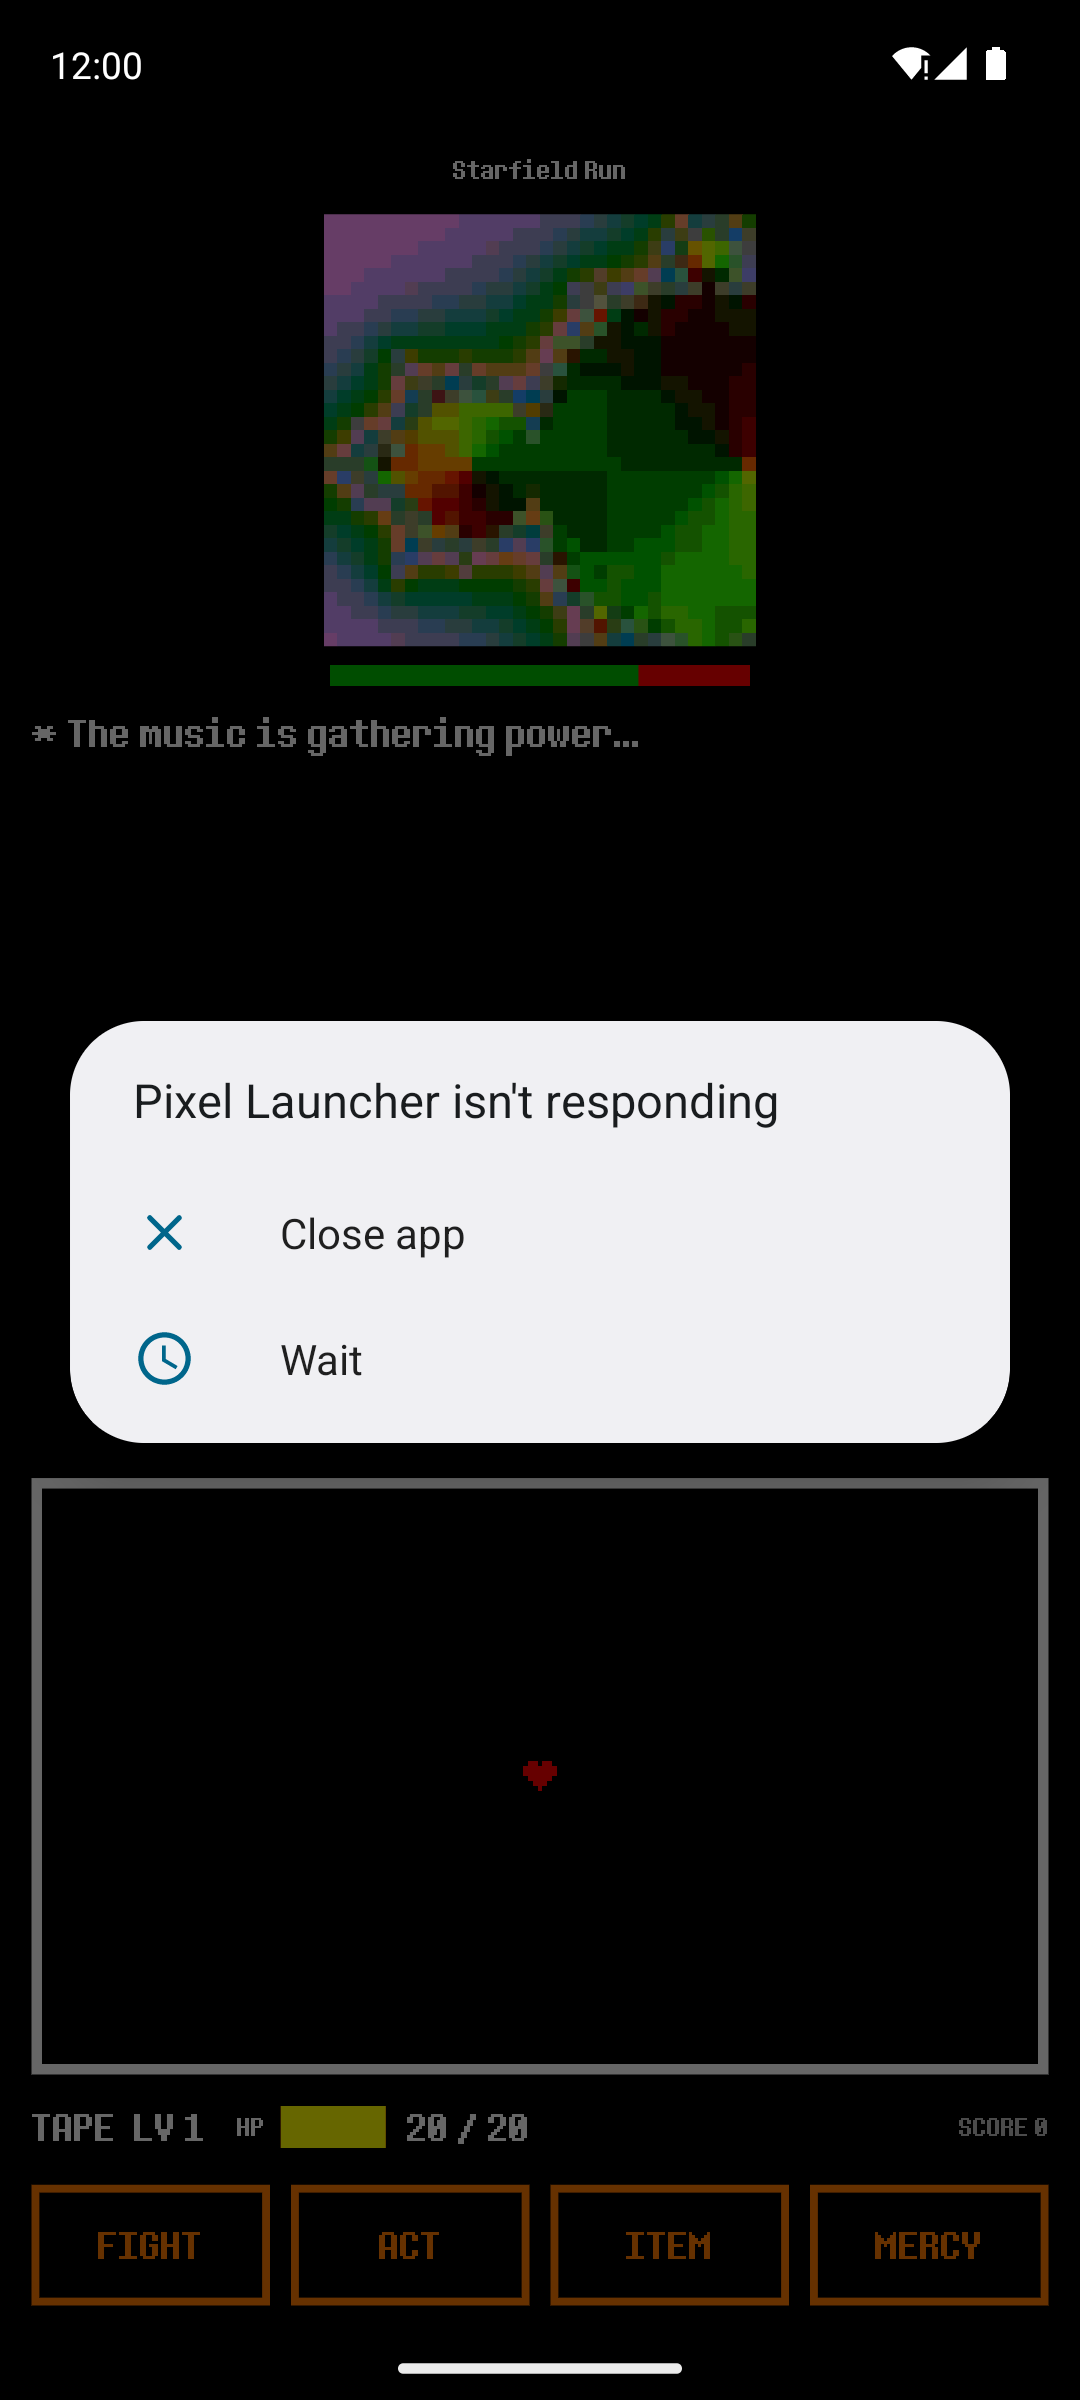 12:00
Starfield Run
* The music is gathering power...
Pixel Launcher isn't responding
Close app
Wait
TAPE LV 1 HP 20 / 20 SCORE 0
FIGHT ACT ITEM MERCY